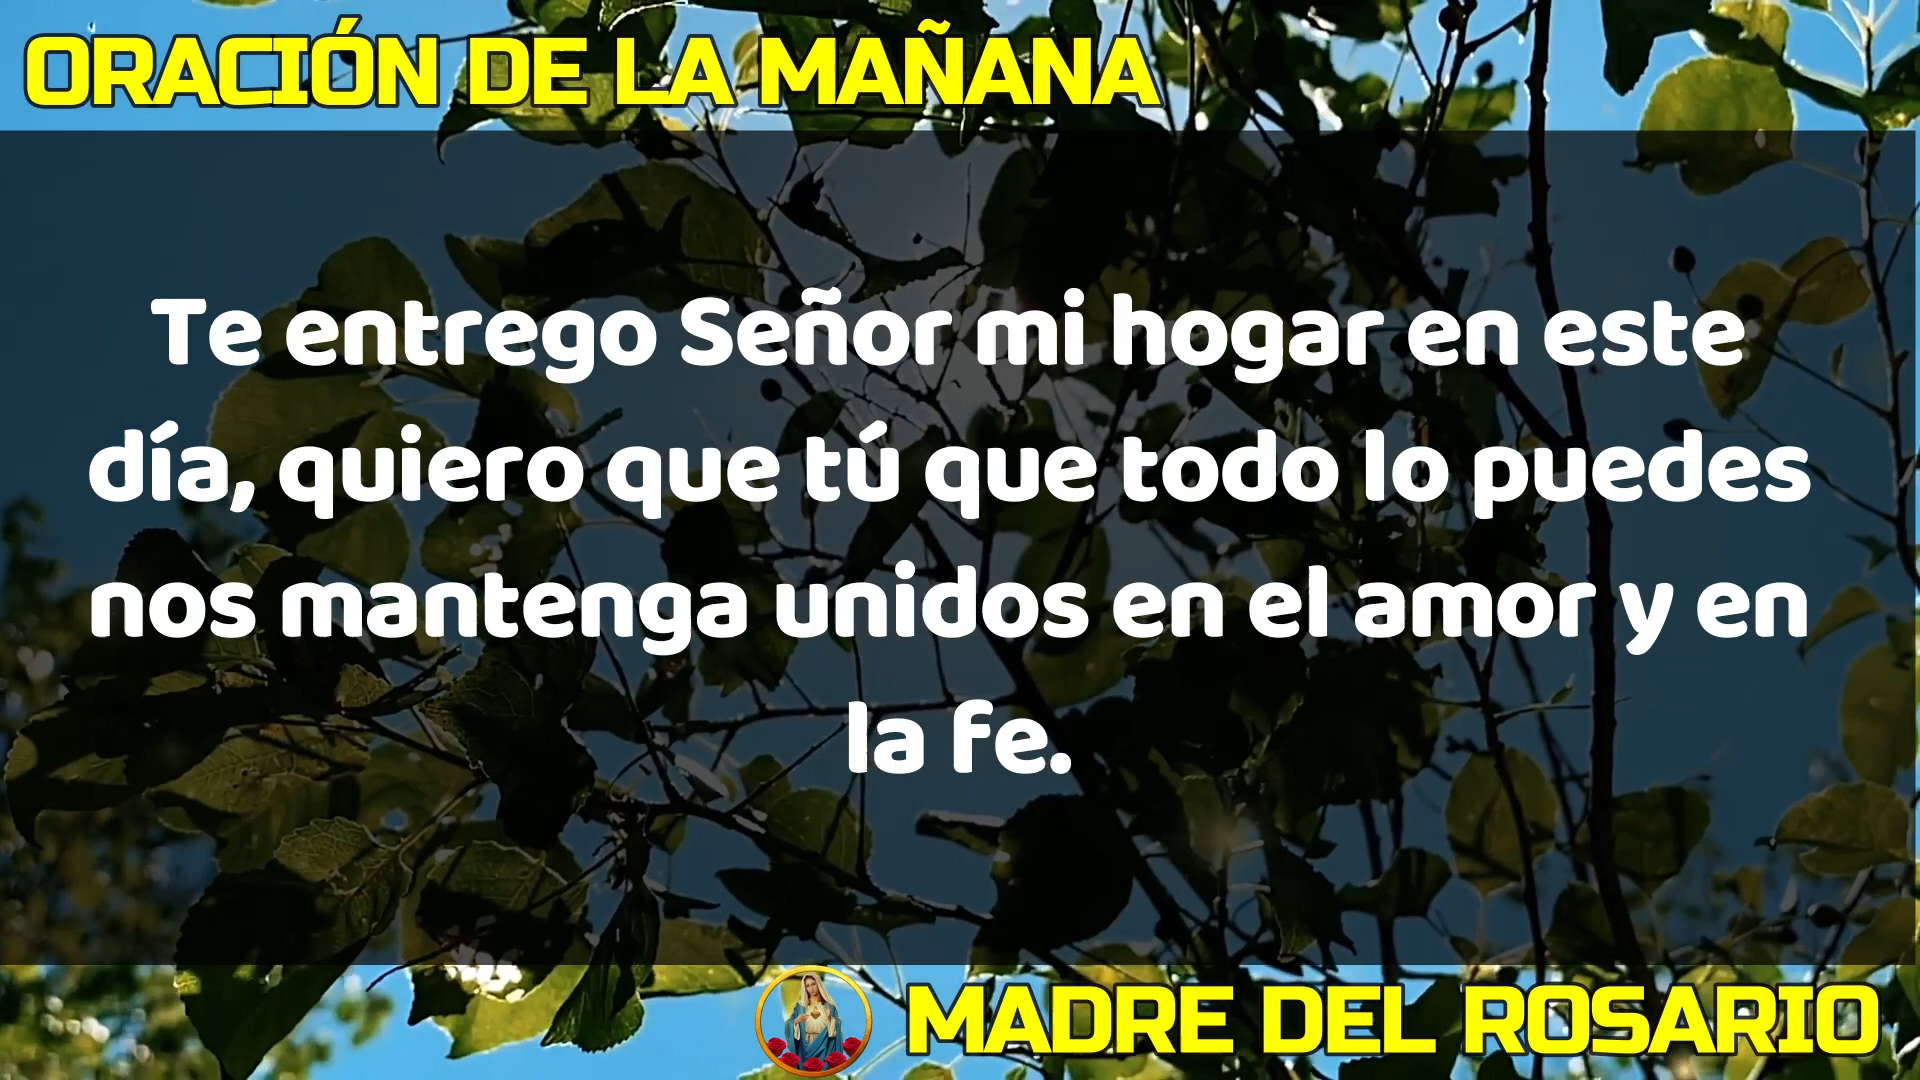 ORACIÓN DE LA MAÑANA
Te entrego Señor mi hogar en este
día, quiero que tú que todo lo puedes
nos mantenga unidos en el amor y en
la fe.
MADRE DEL ROSARIO